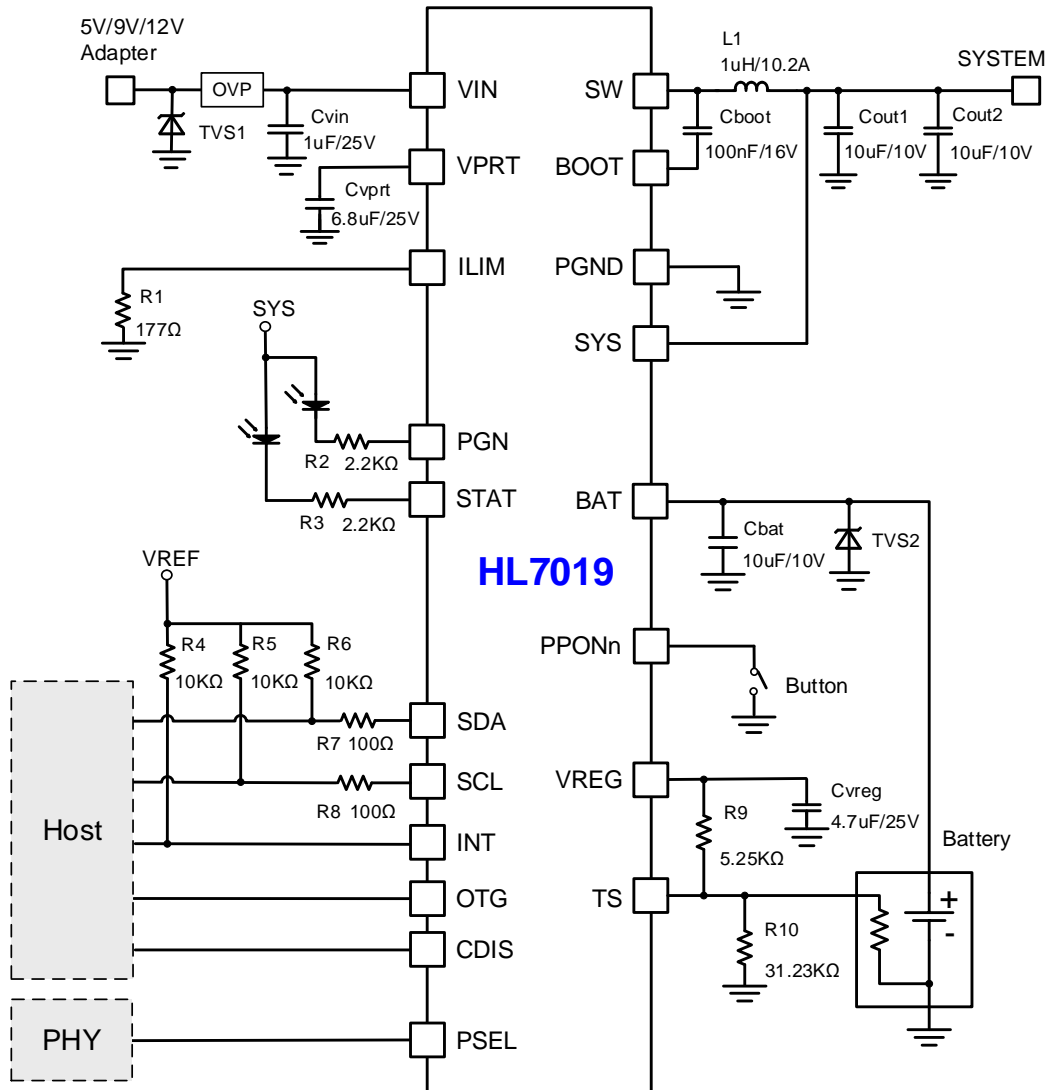 5V/9V/12V
Adapter
OVP
TVS1
Cvin
1uF/25V
VIN
VPRT
Cvprt
6.8uF/25V
ILIM
R1
177Ω
SYS
PGN
R2 2.2KΩ
STAT
R3 2.2KΩ
VREF
R4
10KΩ
R5
10KΩ
R6
10KΩ
SDA
R7 100Ω
SCL
R8 100Ω
INT
OTG
CDIS
Host
PHY
PSEL
HL7019
SW
L1
1uH/10.2A
SYSTEM
Cboot
100nF/16V
Cout1
10uF/10V
Cout2
10uF/10V
BOOT
PGND
SYS
BAT
Cbat
10uF/10V
TVS2
PPONn
Button
VREG
Cvreg
4.7uF/25V
R9
5.25KΩ
Battery
TS
R10
31.23KΩ
+
-